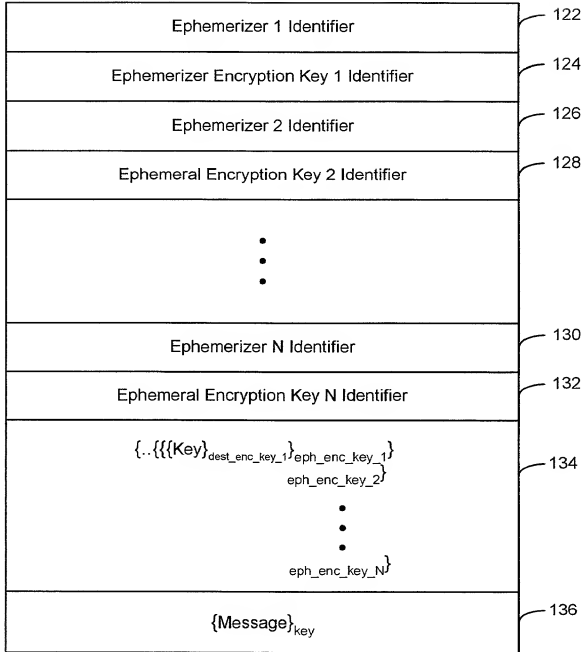 Ephemerizer 1 Identifier 122
Ephemerizer Encryption Key 1 Identifier 124
Ephemerizer 2 Identifier 126
Ephemeral Encryption Key 2 Identifier 128
Ephemerizer N Identifier 130
Ephemeral Encryption Key N Identifier 132
{..{{{Key}dest_enc_key_1}eph_enc_key_1}
eph_enc_key_2} 134
eph_enc_key_N}
{Message}key 136